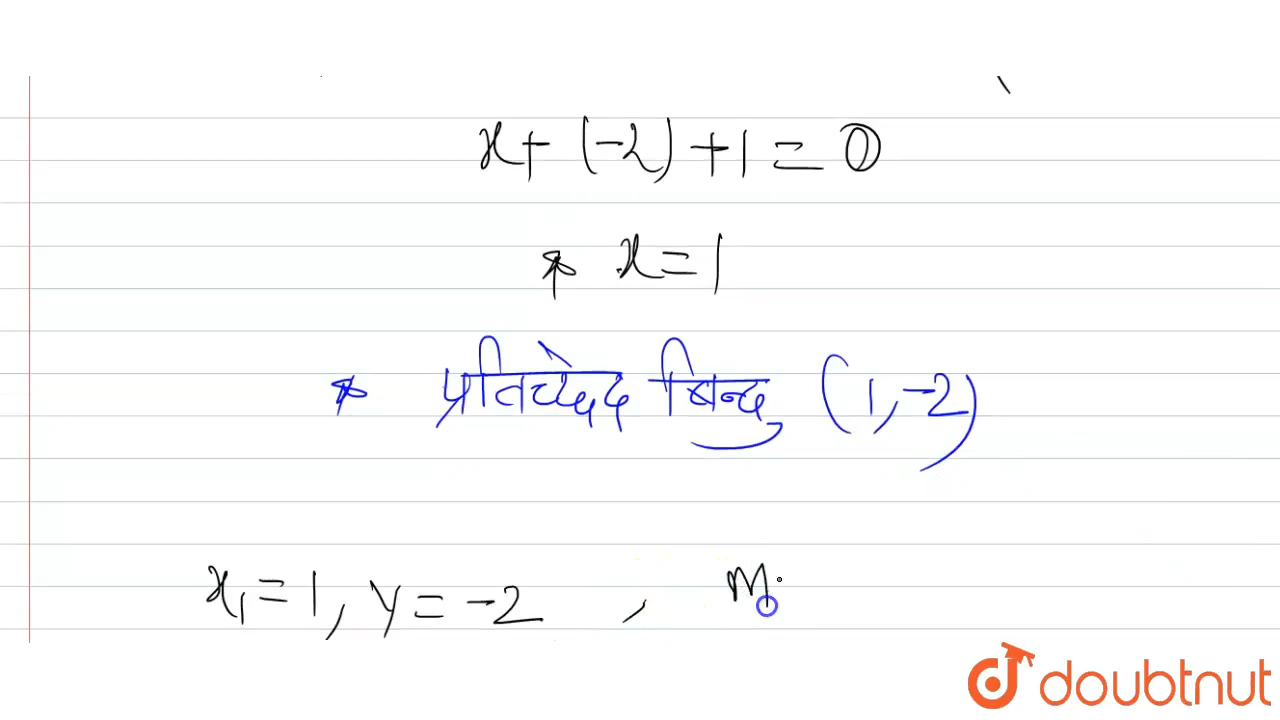 x + (-2) + 1 = 0
* x = 1
* प्रतिच्छेद बिन्दु (1, -2)
x₁ = 1, y = -2 , m
doubtnut